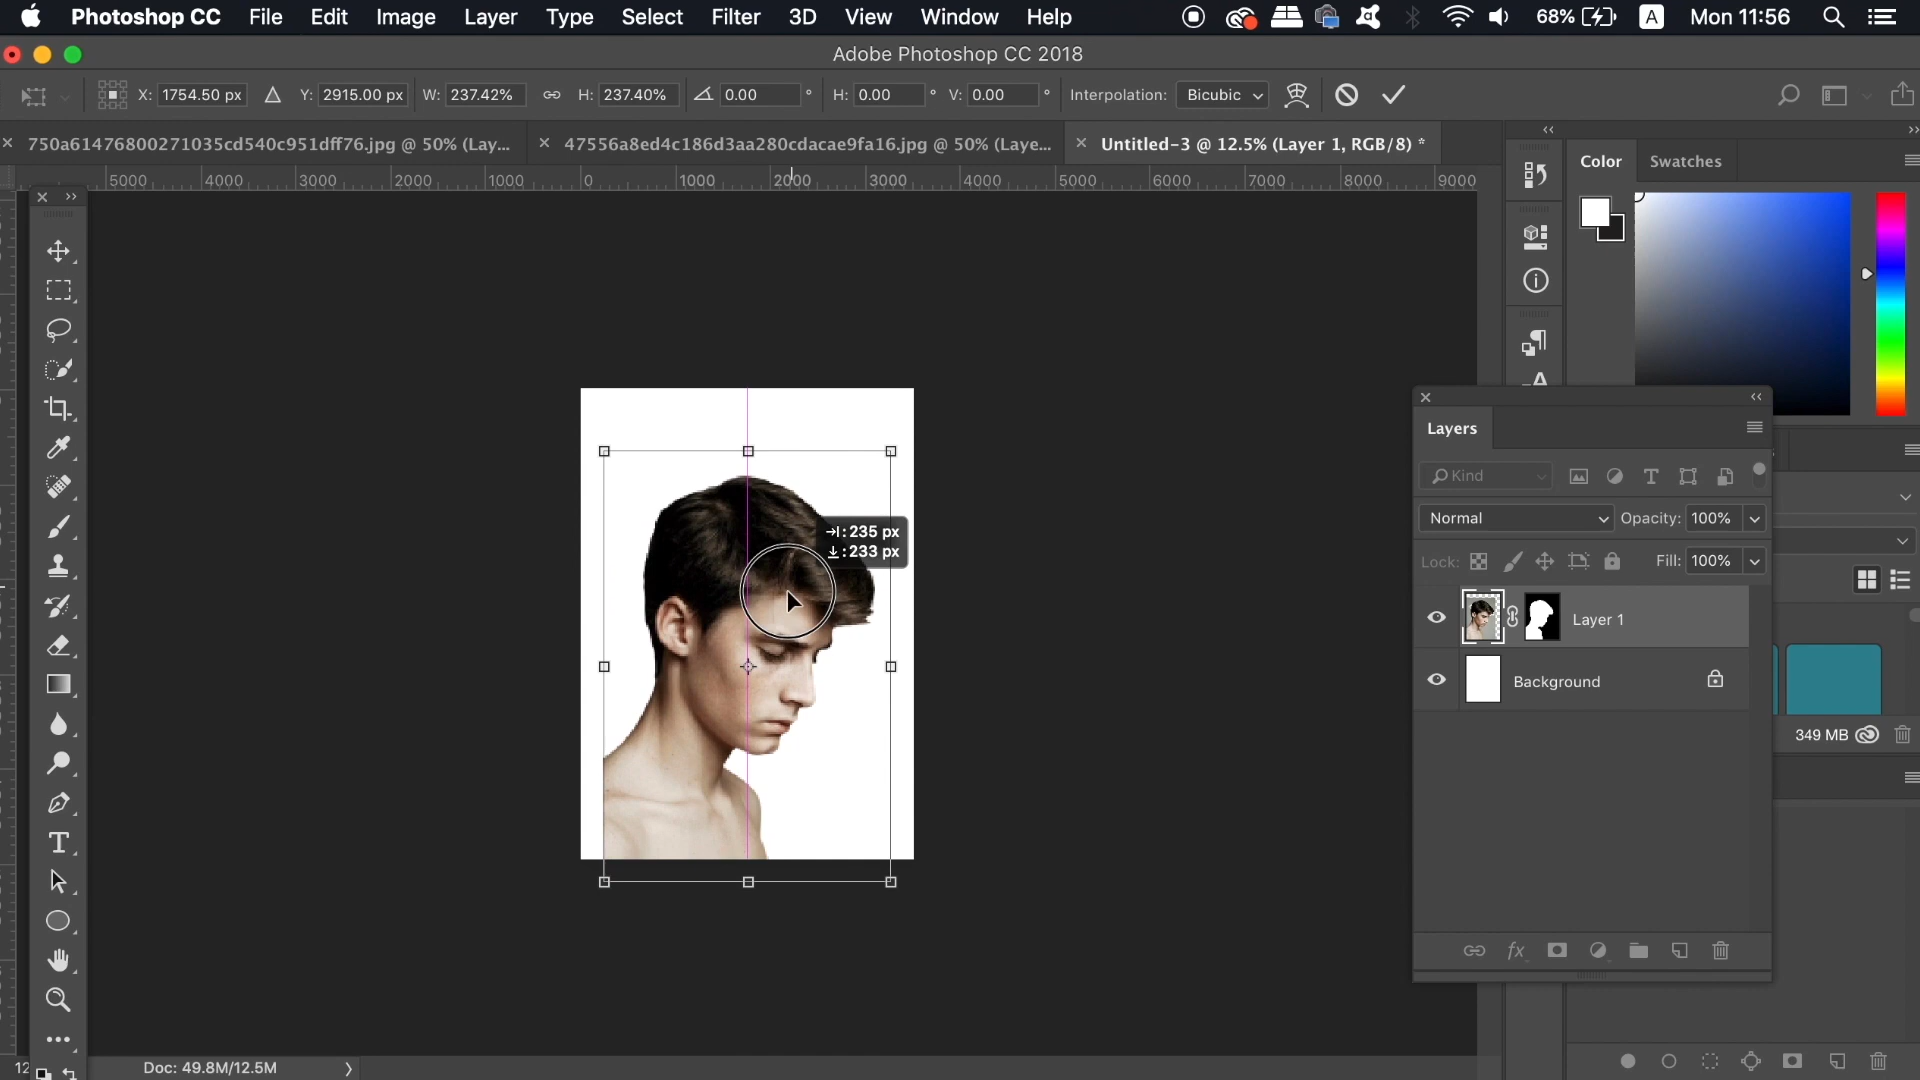 Photoshop CC File Edit Image Layer Type Select Filter 3D View Window Help 68% A Mon 11:56
Adobe Photoshop CC 2018
X: 1754.50 px Y: 2915.00 px W: 237.42% H: 237.40% 0.00 ° H: 0.00 ° V: 0.00 ° Interpolation: Bicubic
750a61476800271035cd540c951dff76.jpg @ 50% (Lay... 47556a8ed4c186d3aa280cdacae9fa16.jpg @ 50% (Laye... Untitled-3 @ 12.5% (Layer 1, RGB/8) *
Color Swatches
5000 4000 3000 2000 1000 0 1000 2000 3000 4000 5000 6000 7000 8000 9000
Layers
Kind
Normal Opacity: 100%
:235 px
:233 px
Lock: Fill: 100%
Layer 1
Background
349 MB
Doc: 49.8M/12.5M